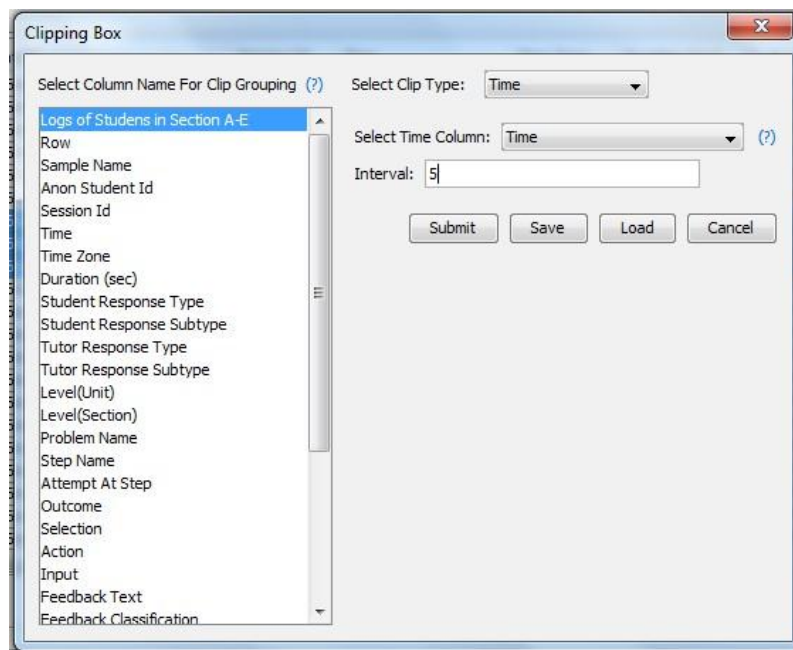 Clipping Box
Select Column Name For Clip Grouping (?)
Logs of Studens in Section A-E
Row
Sample Name
Anon Student Id
Session Id
Time
Time Zone
Duration (sec)
Student Response Type
Student Response Subtype
Tutor Response Type
Tutor Response Subtype
Level(Unit)
Level(Section)
Problem Name
Step Name
Attempt At Step
Outcome
Selection
Action
Input
Feedback Text
Feedback Classification
Select Clip Type: Time
Select Time Column: Time (?)
Interval: 5
Submit Save Load Cancel